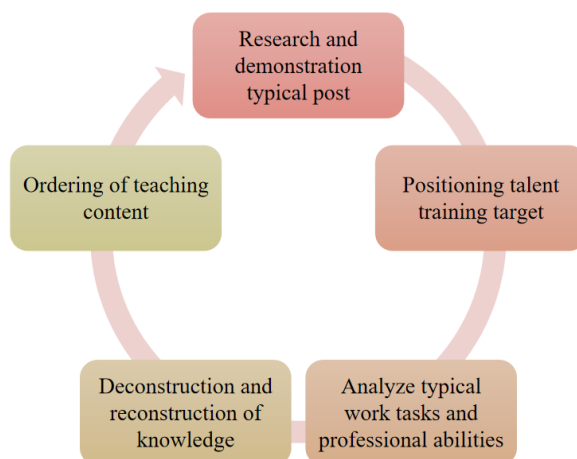 Research and
demonstration
typical post
Positioning talent
training target
Analyze typical
work tasks and
professional abilities
Deconstruction and
reconstruction of
knowledge
Ordering of teaching
content